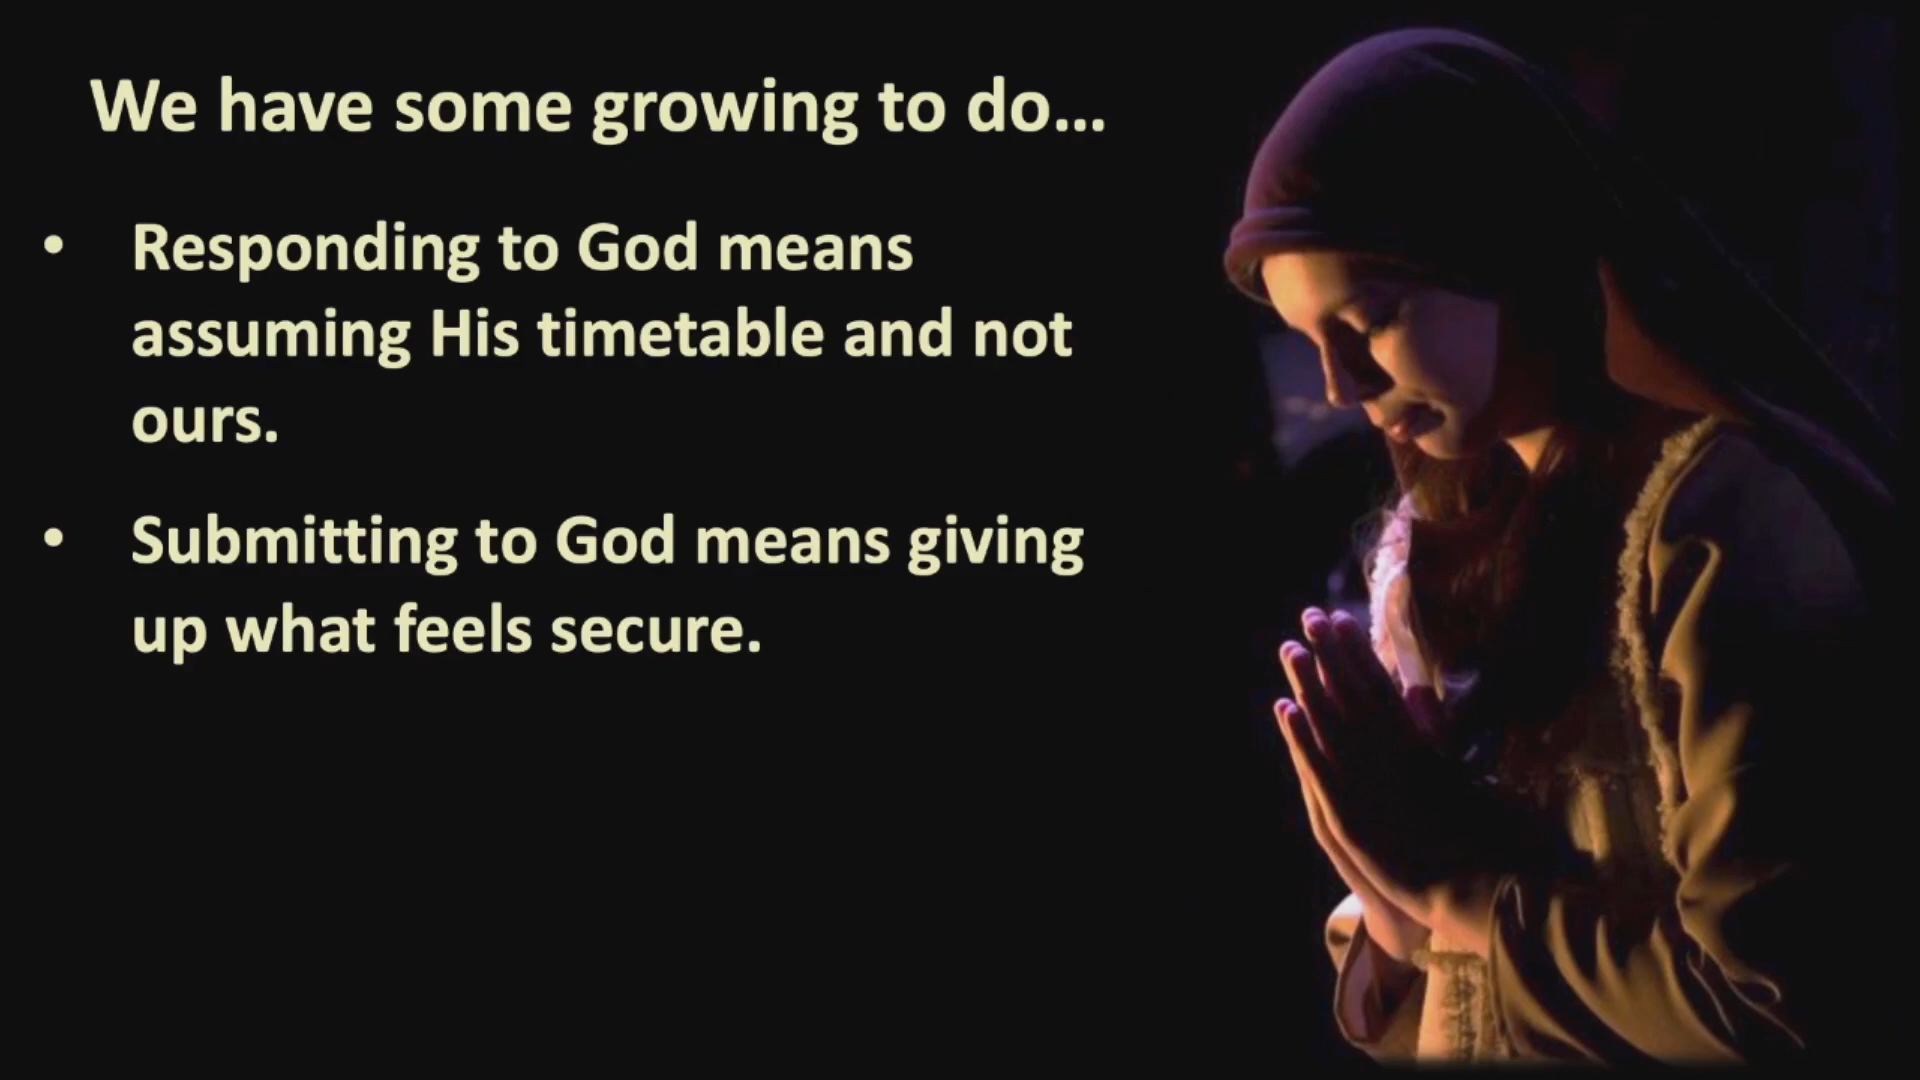 We have some growing to do...
• Responding to God means
assuming His timetable and not
ours.
• Submitting to God means giving
up what feels secure.